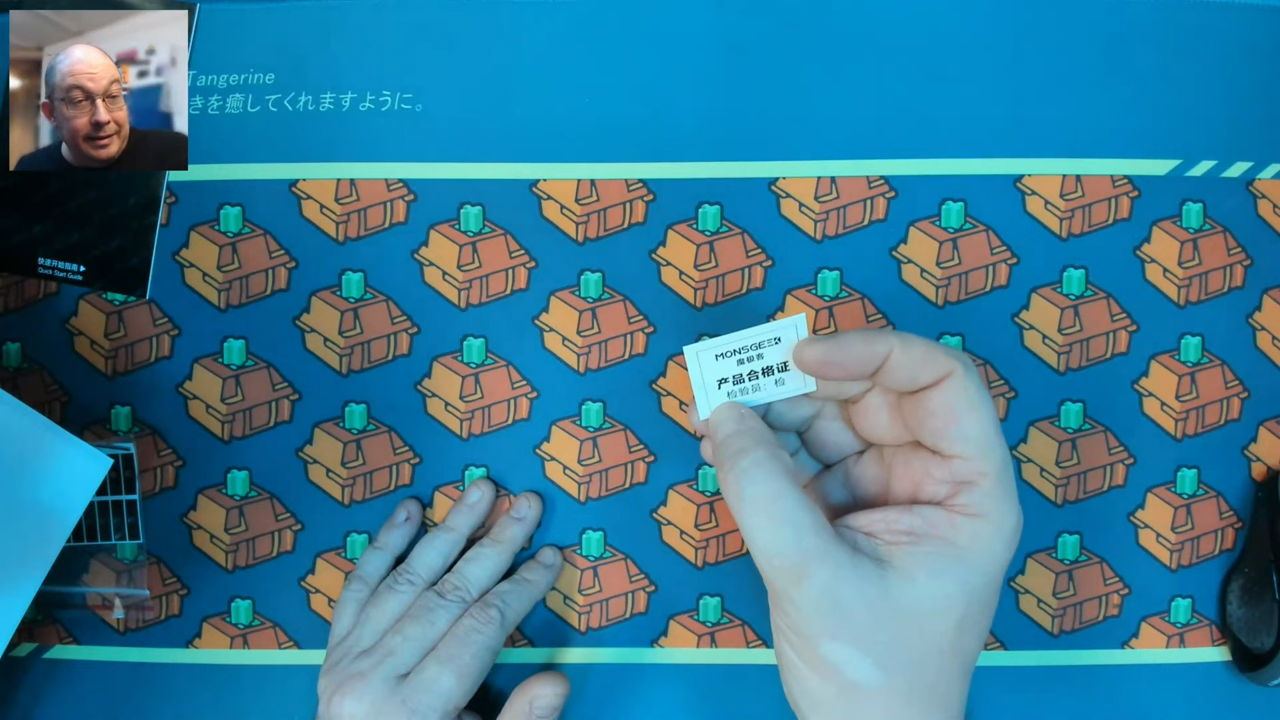 Tangerine
きを癒してくれますように。
快速开始指南
Quick Start Guide
MONSGEEK
魔极客
产品合格证
检验员：检